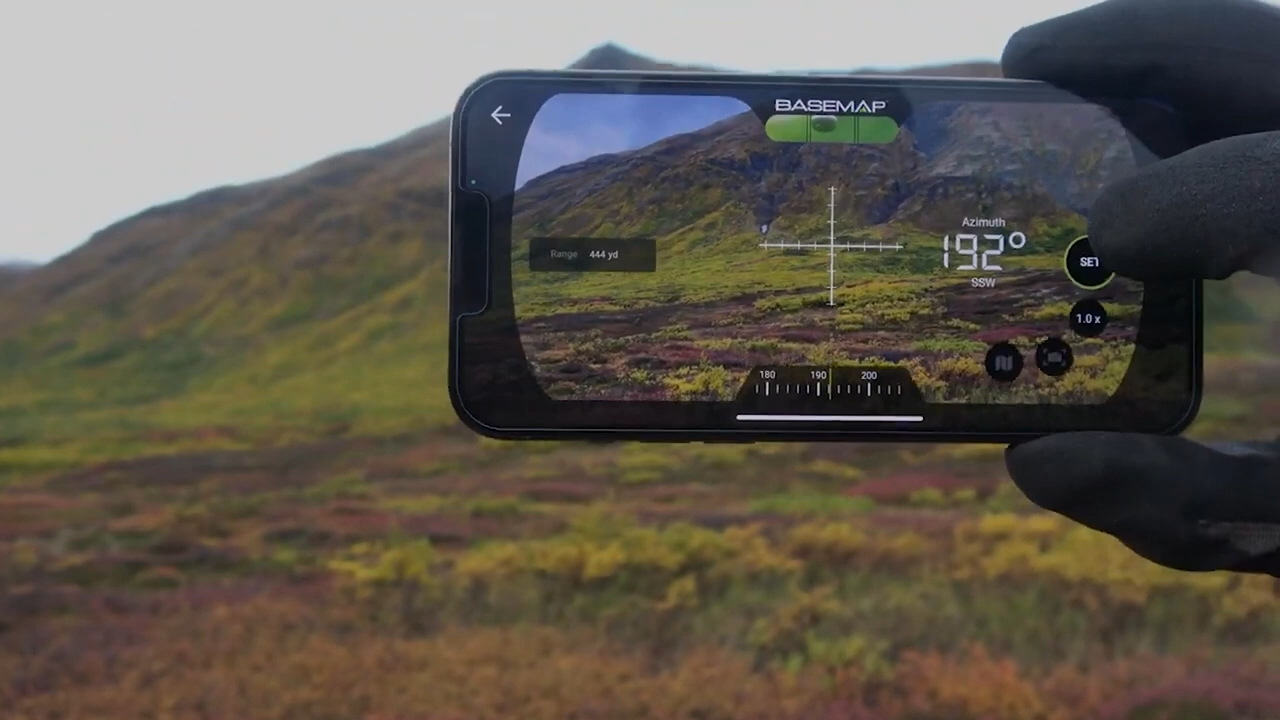 BASEMAP
Azimuth
192°
SSW
Range 444 yd
SET
1.0 x
180 190 200